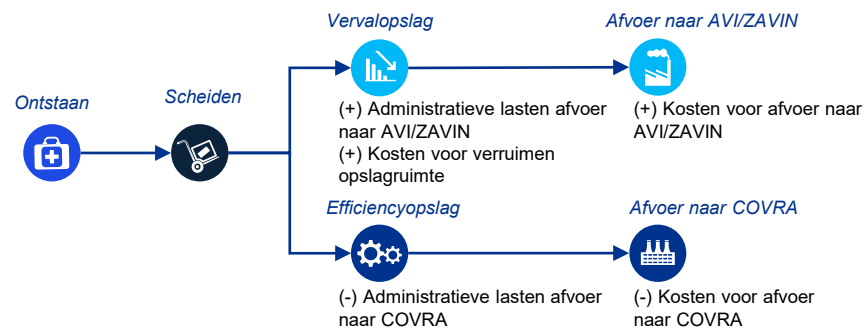 Ontstaan
Scheiden
Vervalopslag
(+) Administratieve lasten afvoer
naar AVI/ZAVIN
(+) Kosten voor verruimen
opslagruimte
Afvoer naar AVI/ZAVIN
(+) Kosten voor afvoer naar
AVI/ZAVIN
Efficiencyopslag
(-) Administratieve lasten afvoer
naar COVRA
Afvoer naar COVRA
(-) Kosten voor afvoer
naar COVRA